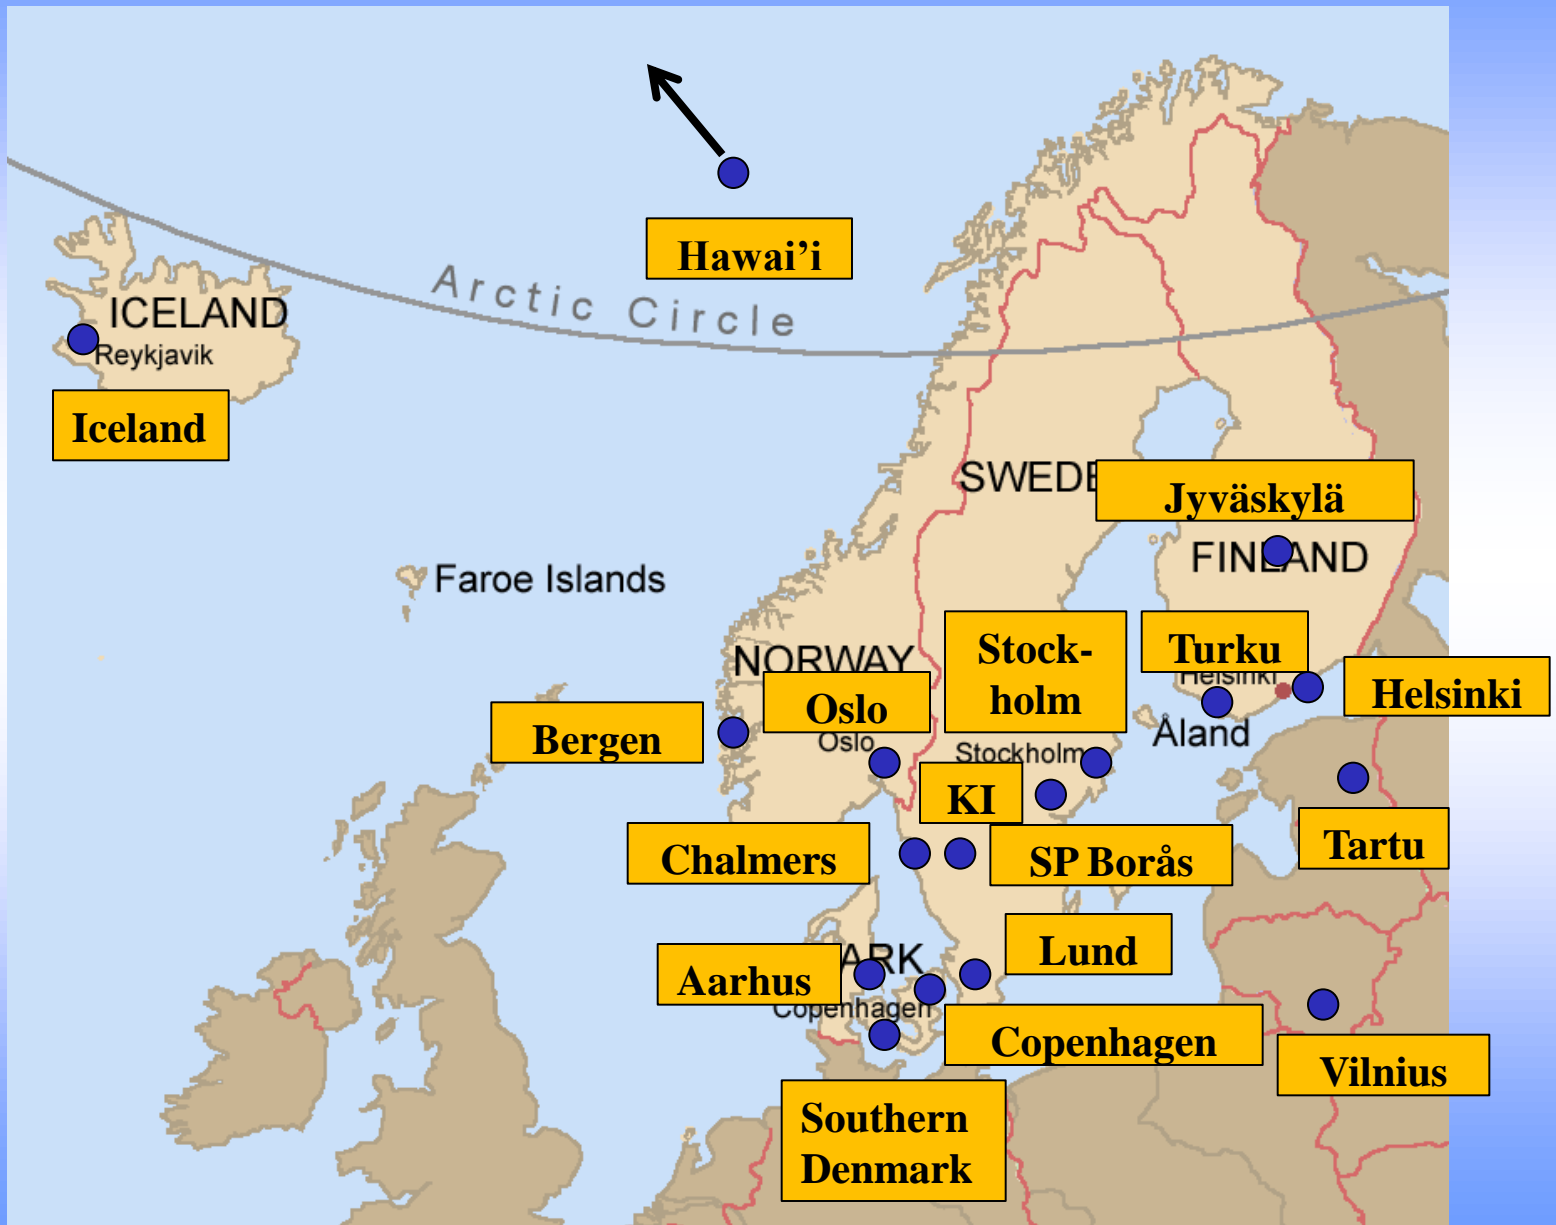 Hawai’i
Arctic Circle
ICELAND
Reykjavik
Iceland
SWEDE
Jyväskylä
FINLAND
Faroe Islands
Stock-
holm
Turku
NORWAY
Helsinki
Helsinki
Oslo
Bergen
Oslo
Åland
Stockholm
KI
Tartu
Chalmers
SP Borås
Lund
ARK
Aarhus
Copenhagen
Copenhagen
Vilnius
Southern
Denmark